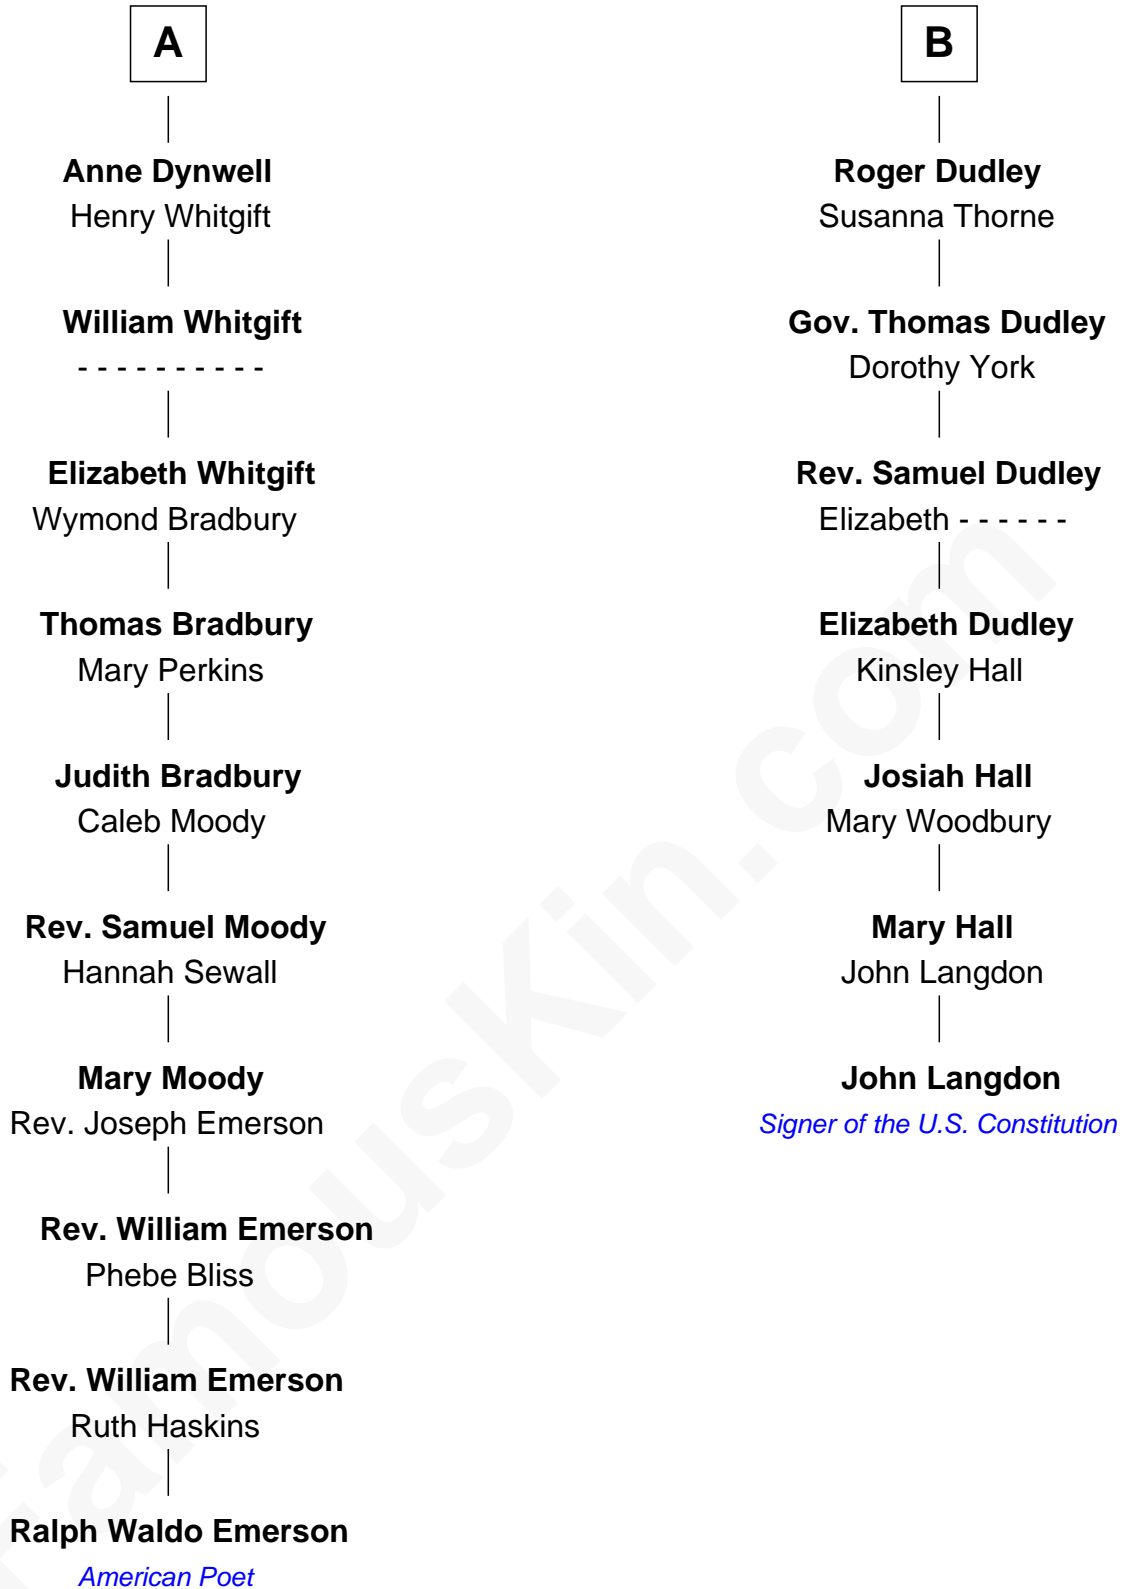 A
Anne Dynwell
Henry Whitgift
William Whitgift
- - - - - - - - - -
Elizabeth Whitgift
Wymond Bradbury
Thomas Bradbury
Mary Perkins
Judith Bradbury
Caleb Moody
Rev. Samuel Moody
Hannah Sewall
Mary Moody
Rev. Joseph Emerson
Rev. William Emerson
Phebe Bliss
Rev. William Emerson
Ruth Haskins
Ralph Waldo Emerson
American Poet
B
Roger Dudley
Susanna Thorne
Gov. Thomas Dudley
Dorothy York
Rev. Samuel Dudley
Elizabeth - - - - - -
Elizabeth Dudley
Kinsley Hall
Josiah Hall
Mary Woodbury
Mary Hall
John Langdon
John Langdon
Signer of the U.S. Constitution
FamousKin.com